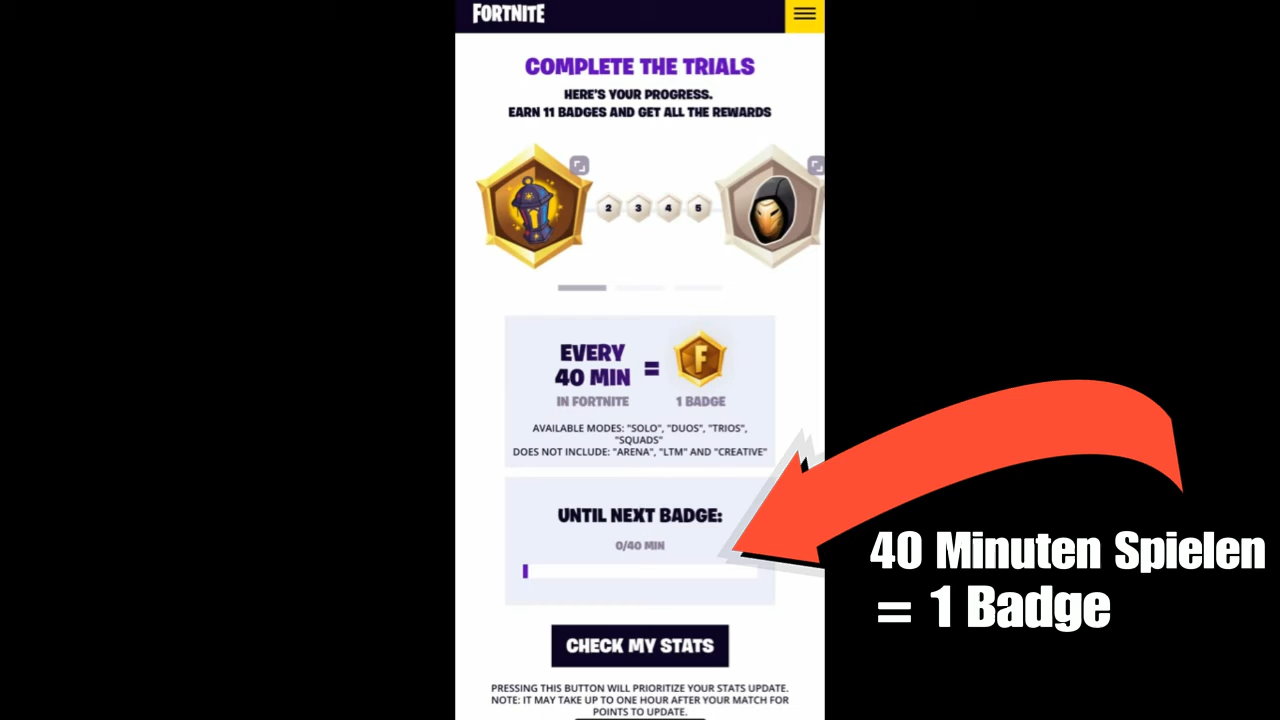 FORTNITE
COMPLETE THE TRIALS
HERE'S YOUR PROGRESS.
EARN 11 BADGES AND GET ALL THE REWARDS
2 3 4 5
EVERY
40 MIN
=
F
IN FORTNITE
1 BADGE
AVAILABLE MODES: "SOLO", "DUOS", "TRIOS",
"SQUADS"
DOES NOT INCLUDE: "ARENA", "LTM" AND "CREATIVE"
UNTIL NEXT BADGE:
0/40 MIN
40 Minuten Spielen
= 1 Badge
CHECK MY STATS
PRESSING THIS BUTTON WILL PRIORITIZE YOUR STATS UPDATE.
NOTE: IT MAY TAKE UP TO ONE HOUR AFTER YOUR MATCH FOR
POINTS TO UPDATE.